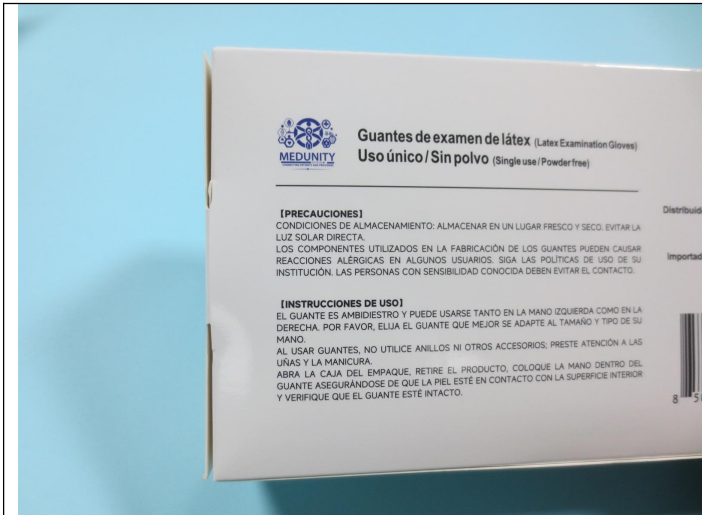 MEDUNITY
Guantes de examen de látex (Latex Examination Gloves)
Uso único / Sin polvo (Single use / Powder free)
[PRECAUCIONES]
CONDICIONES DE ALMACENAMIENTO: ALMACENAR EN UN LUGAR FRESCO Y SECO. EVITAR LA
LUZ SOLAR DIRECTA.
LOS COMPONENTES UTILIZADOS EN LA FABRICACIÓN DE LOS GUANTES PUEDEN CAUSAR
REACCIONES ALÉRGICAS EN ALGUNOS USUARIOS. SIGA LAS POLÍTICAS DE USO DE SU
INSTITUCIÓN. LAS PERSONAS CON SENSIBILIDAD CONOCIDA DEBEN EVITAR EL CONTACTO.
[INSTRUCCIONES DE USO]
EL GUANTE ES AMBIDIESTRO Y PUEDE USARSE TANTO EN LA MANO IZQUIERDA COMO EN LA
DERECHA. POR FAVOR, ELIJA EL GUANTE QUE MEJOR SE ADAPTE AL TAMAÑO Y TIPO DE SU
MANO.
AL USAR GUANTES, NO UTILICE ANILLOS NI OTROS ACCESORIOS; PRESTE ATENCIÓN A LAS
UÑAS Y LA MANICURA.
ABRA LA CAJA DEL EMPAQUE, RETIRE EL PRODUCTO, COLOQUE LA MANO DENTRO DEL
GUANTE ASEGURÁNDOSE DE QUE LA PIEL ESTÉ EN CONTACTO CON LA SUPERFICIE INTERIOR
Y VERIFIQUE QUE EL GUANTE ESTÉ INTACTO.
Distribuid
Importad
8 5